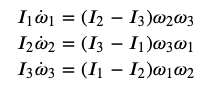 I₁ω̇₁ = (I₂ − I₃)ω₂ω₃
I₂ω̇₂ = (I₃ − I₁)ω₃ω₁
I₃ω̇₃ = (I₁ − I₂)ω₁ω₂